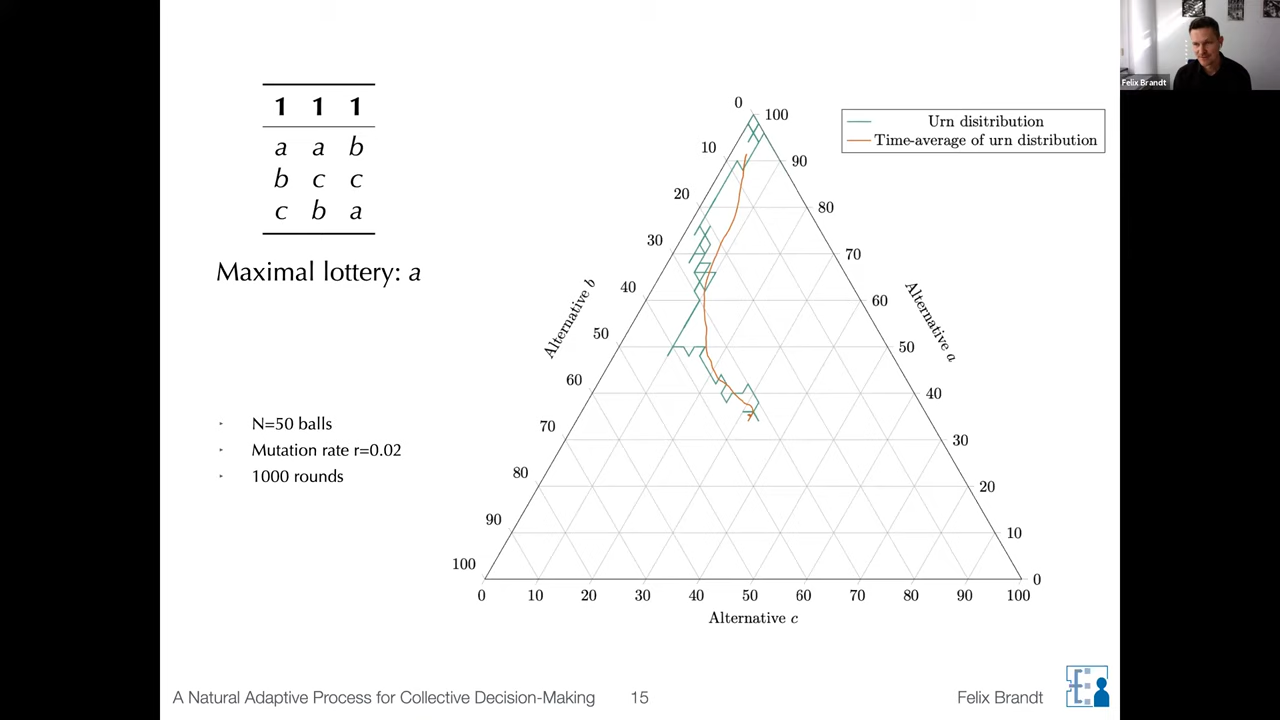 1 1 1
a a b
b c c
c b a
Maximal lottery: a
N=50 balls
Mutation rate r=0.02
1000 rounds
Urn disitribution
Time-average of urn distribution
0
10
20
30
40
50
60
70
80
90
100
Alternative b
100
90
80
70
60
50
40
30
20
10
0
Alternative a
0 10 20 30 40 50 60 70 80 90 100
Alternative c
Felix Brandt
A Natural Adaptive Process for Collective Decision-Making 15 Felix Brandt